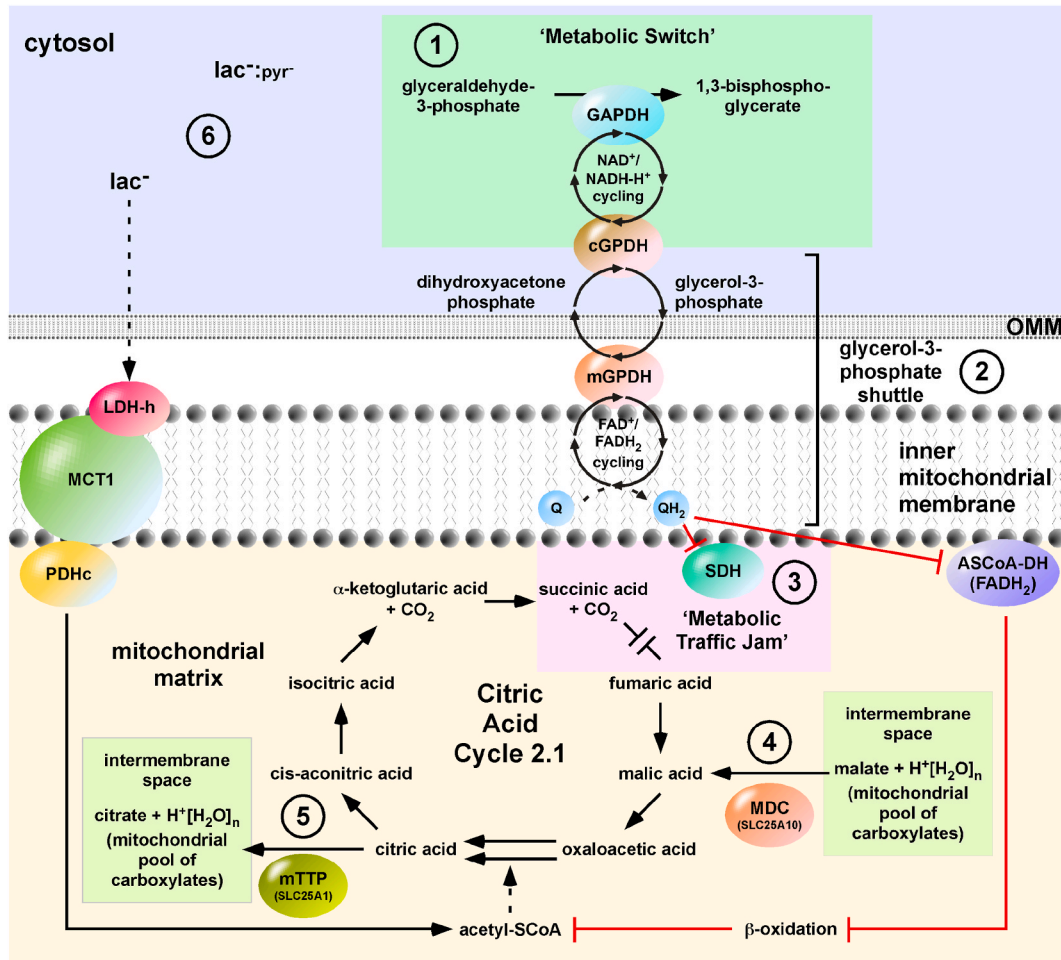 cytosol
lac⁻:pyr⁻
6
lac⁻
1
‘Metabolic Switch’
glyceraldehyde-
3-phosphate
1,3-bisphospho-
glycerate
GAPDH
NAD⁺/
NADH-H⁺
cycling
cGPDH
dihydroxyacetone
phosphate
glycerol-3-
phosphate
OMM
mGPDH
glycerol-3-
phosphate
shuttle
2
LDH-h
MCT1
PDHc
FAD⁺/
FADH₂
cycling
Q
QH₂
inner
mitochondrial
membrane
SDH
3
‘Metabolic
Traffic Jam’
ASCoA-DH
(FADH₂)
α-ketoglutaric acid
+ CO₂
succinic acid
+ CO₂
mitochondrial
matrix
isocitric acid
Citric
Acid
Cycle 2.1
fumaric acid
intermembrane
space
malate + H⁺[H₂O]ₙ
(mitochondrial
pool of
carboxylates)
4
malic acid
MDC
(SLC25A10)
cis-aconitric acid
intermembrane
space
citrate + H⁺[H₂O]ₙ
(mitochondrial
pool of
carboxylates)
5
citric acid
oxaloacetic acid
mTTP
(SLC25A1)
acetyl-SCoA
β-oxidation